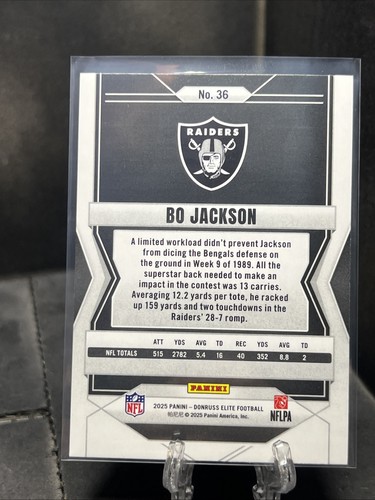 No. 36
RAIDERS
BO JACKSON
A limited workload didn't prevent Jackson
from dicing the Bengals defense on
the ground in Week 9 of 1989. All the
superstar back needed to make an
impact in the contest was 13 carries.
Averaging 12.2 yards per tote, he racked
up 159 yards and two touchdowns in the
Raiders' 28-7 romp.
ATT YDS AVG TD REC YDS AVG TD
NFL TOTALS 515 2782 5.4 16 40 352 8.8 2
PANINI
NFL
2025 PANINI – DONRUSS ELITE FOOTBALL
帕尼尼 © 2025 Panini America, Inc.
NFLPA